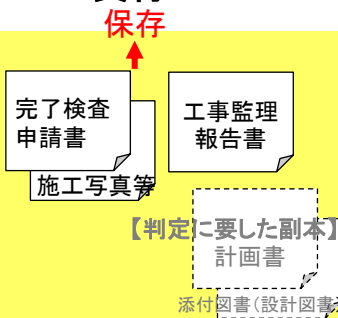 保存
完了検査
申請書
施工写真等
工事監理
報告書
【判定に要した副本】
計画書
添付図書（設計図書